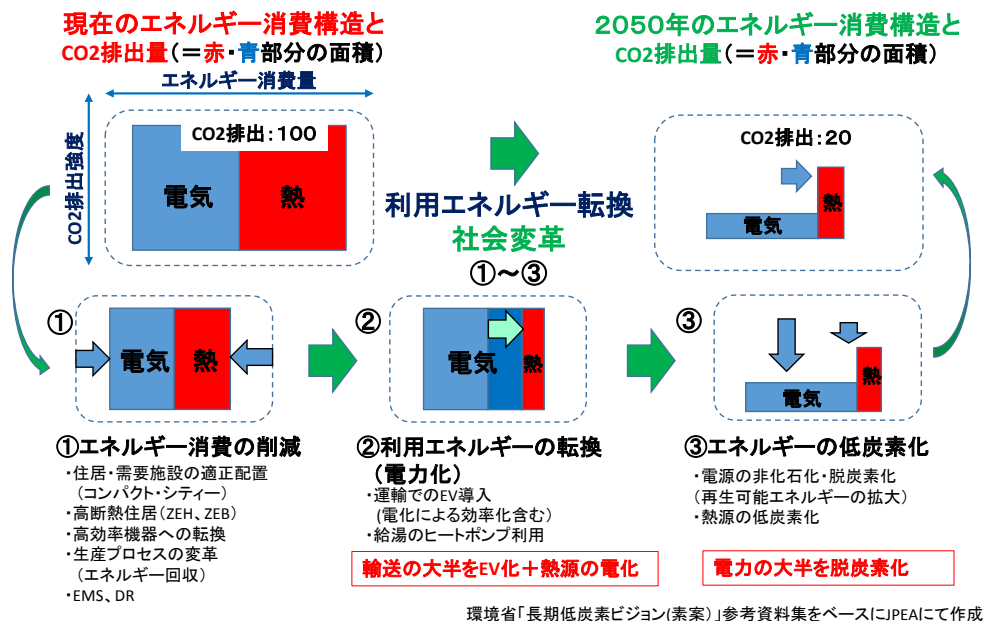 現在のエネルギー消費構造と
CO2排出量(＝赤・青部分の面積)
エネルギー消費量
CO2排出強度
CO2排出：100
電気
熱
利用エネルギー転換
社会変革
①～③
2050年のエネルギー消費構造と
CO2排出量(＝赤・青部分の面積)
CO2排出：20
電気
熱
①
電気
熱
①エネルギー消費の削減
・住居・需要施設の適正配置
（コンパクト・シティー）
・高断熱住居(ZEH、ZEB)
・高効率機器への転換
・生産プロセスの変革
（エネルギー回収）
・EMS、DR
②
電気
熱
②利用エネルギーの転換
（電力化）
・運輸でのEV導入
(電化による効率化含む）
・給湯のヒートポンプ利用
輸送の大半をEV化＋熱源の電化
③
電気
熱
③エネルギーの低炭素化
・電源の非化石化・脱炭素化
（再生可能エネルギーの拡大）
・熱源の低炭素化
電力の大半を脱炭素化
環境省「長期低炭素ビジョン(素案）」参考資料集をベースにJPEAにて作成